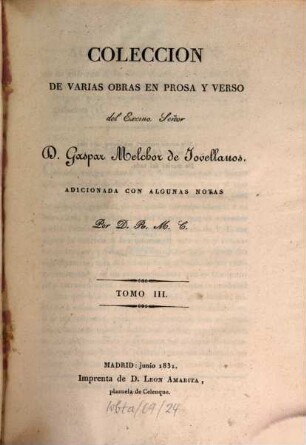 COLECCION
DE VARIAS OBRAS EN PROSA Y VERSO
del Excmo. Señor
D. Gaspar Melchor de Jovellanos,
ADICIONADA CON ALGUNAS NOTAS
Por D. R. M. C.
TOMO III.
MADRID: junio 1831.
Imprenta de D. LEON AMARITA,
plazuela de Celenque.